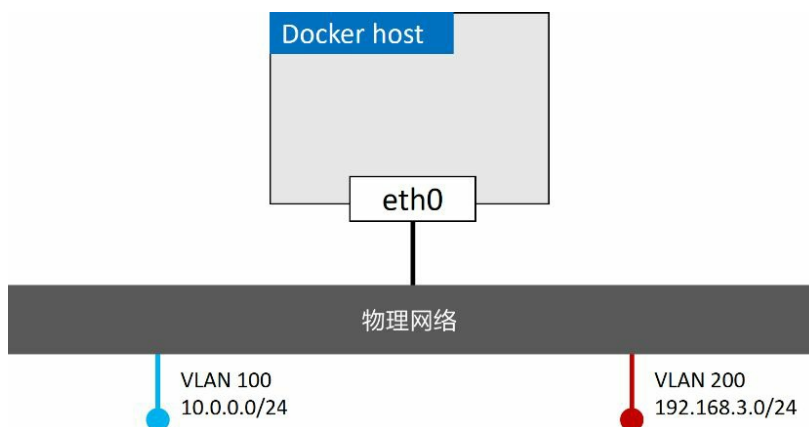 Docker host
eth0
物理网络
VLAN 100
10.0.0.0/24
VLAN 200
192.168.3.0/24